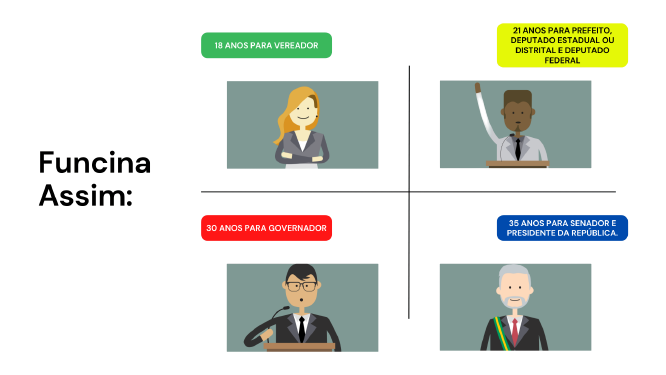 Funcina
Assim:
18 ANOS PARA VEREADOR
21 ANOS PARA PREFEITO,
DEPUTADO ESTADUAL OU
DISTRITAL E DEPUTADO
FEDERAL
30 ANOS PARA GOVERNADOR
35 ANOS PARA SENADOR E
PRESIDENTE DA REPÚBLICA.